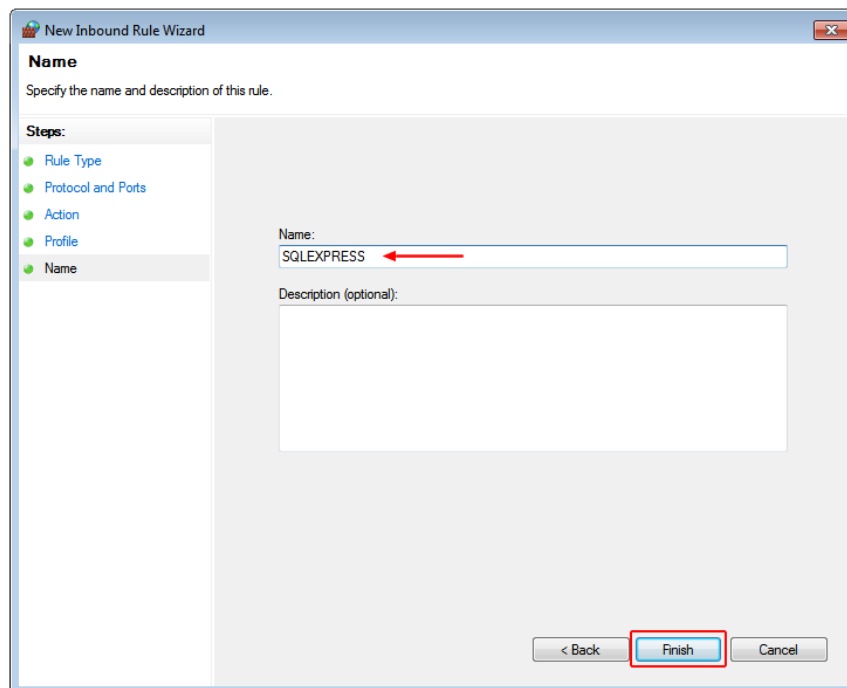 New Inbound Rule Wizard
Name
Specify the name and description of this rule.
Steps:
Rule Type
Protocol and Ports
Action
Profile
Name
Name:
SQLEXPRESS
Description (optional):
< Back Finish Cancel